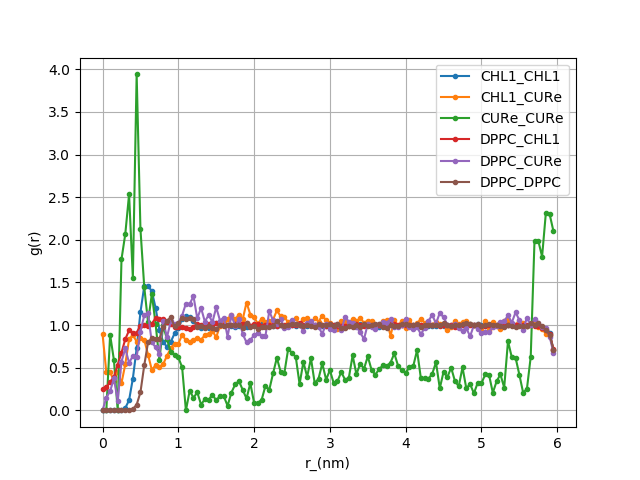 4.0
3.5
3.0
2.5
2.0
1.5
1.0
0.5
0.0
g(r)
0
1
2
3
4
5
6
r_(nm)
CHL1_CHL1
CHL1_CURe
CURe_CURe
DPPC_CHL1
DPPC_CURe
DPPC_DPPC